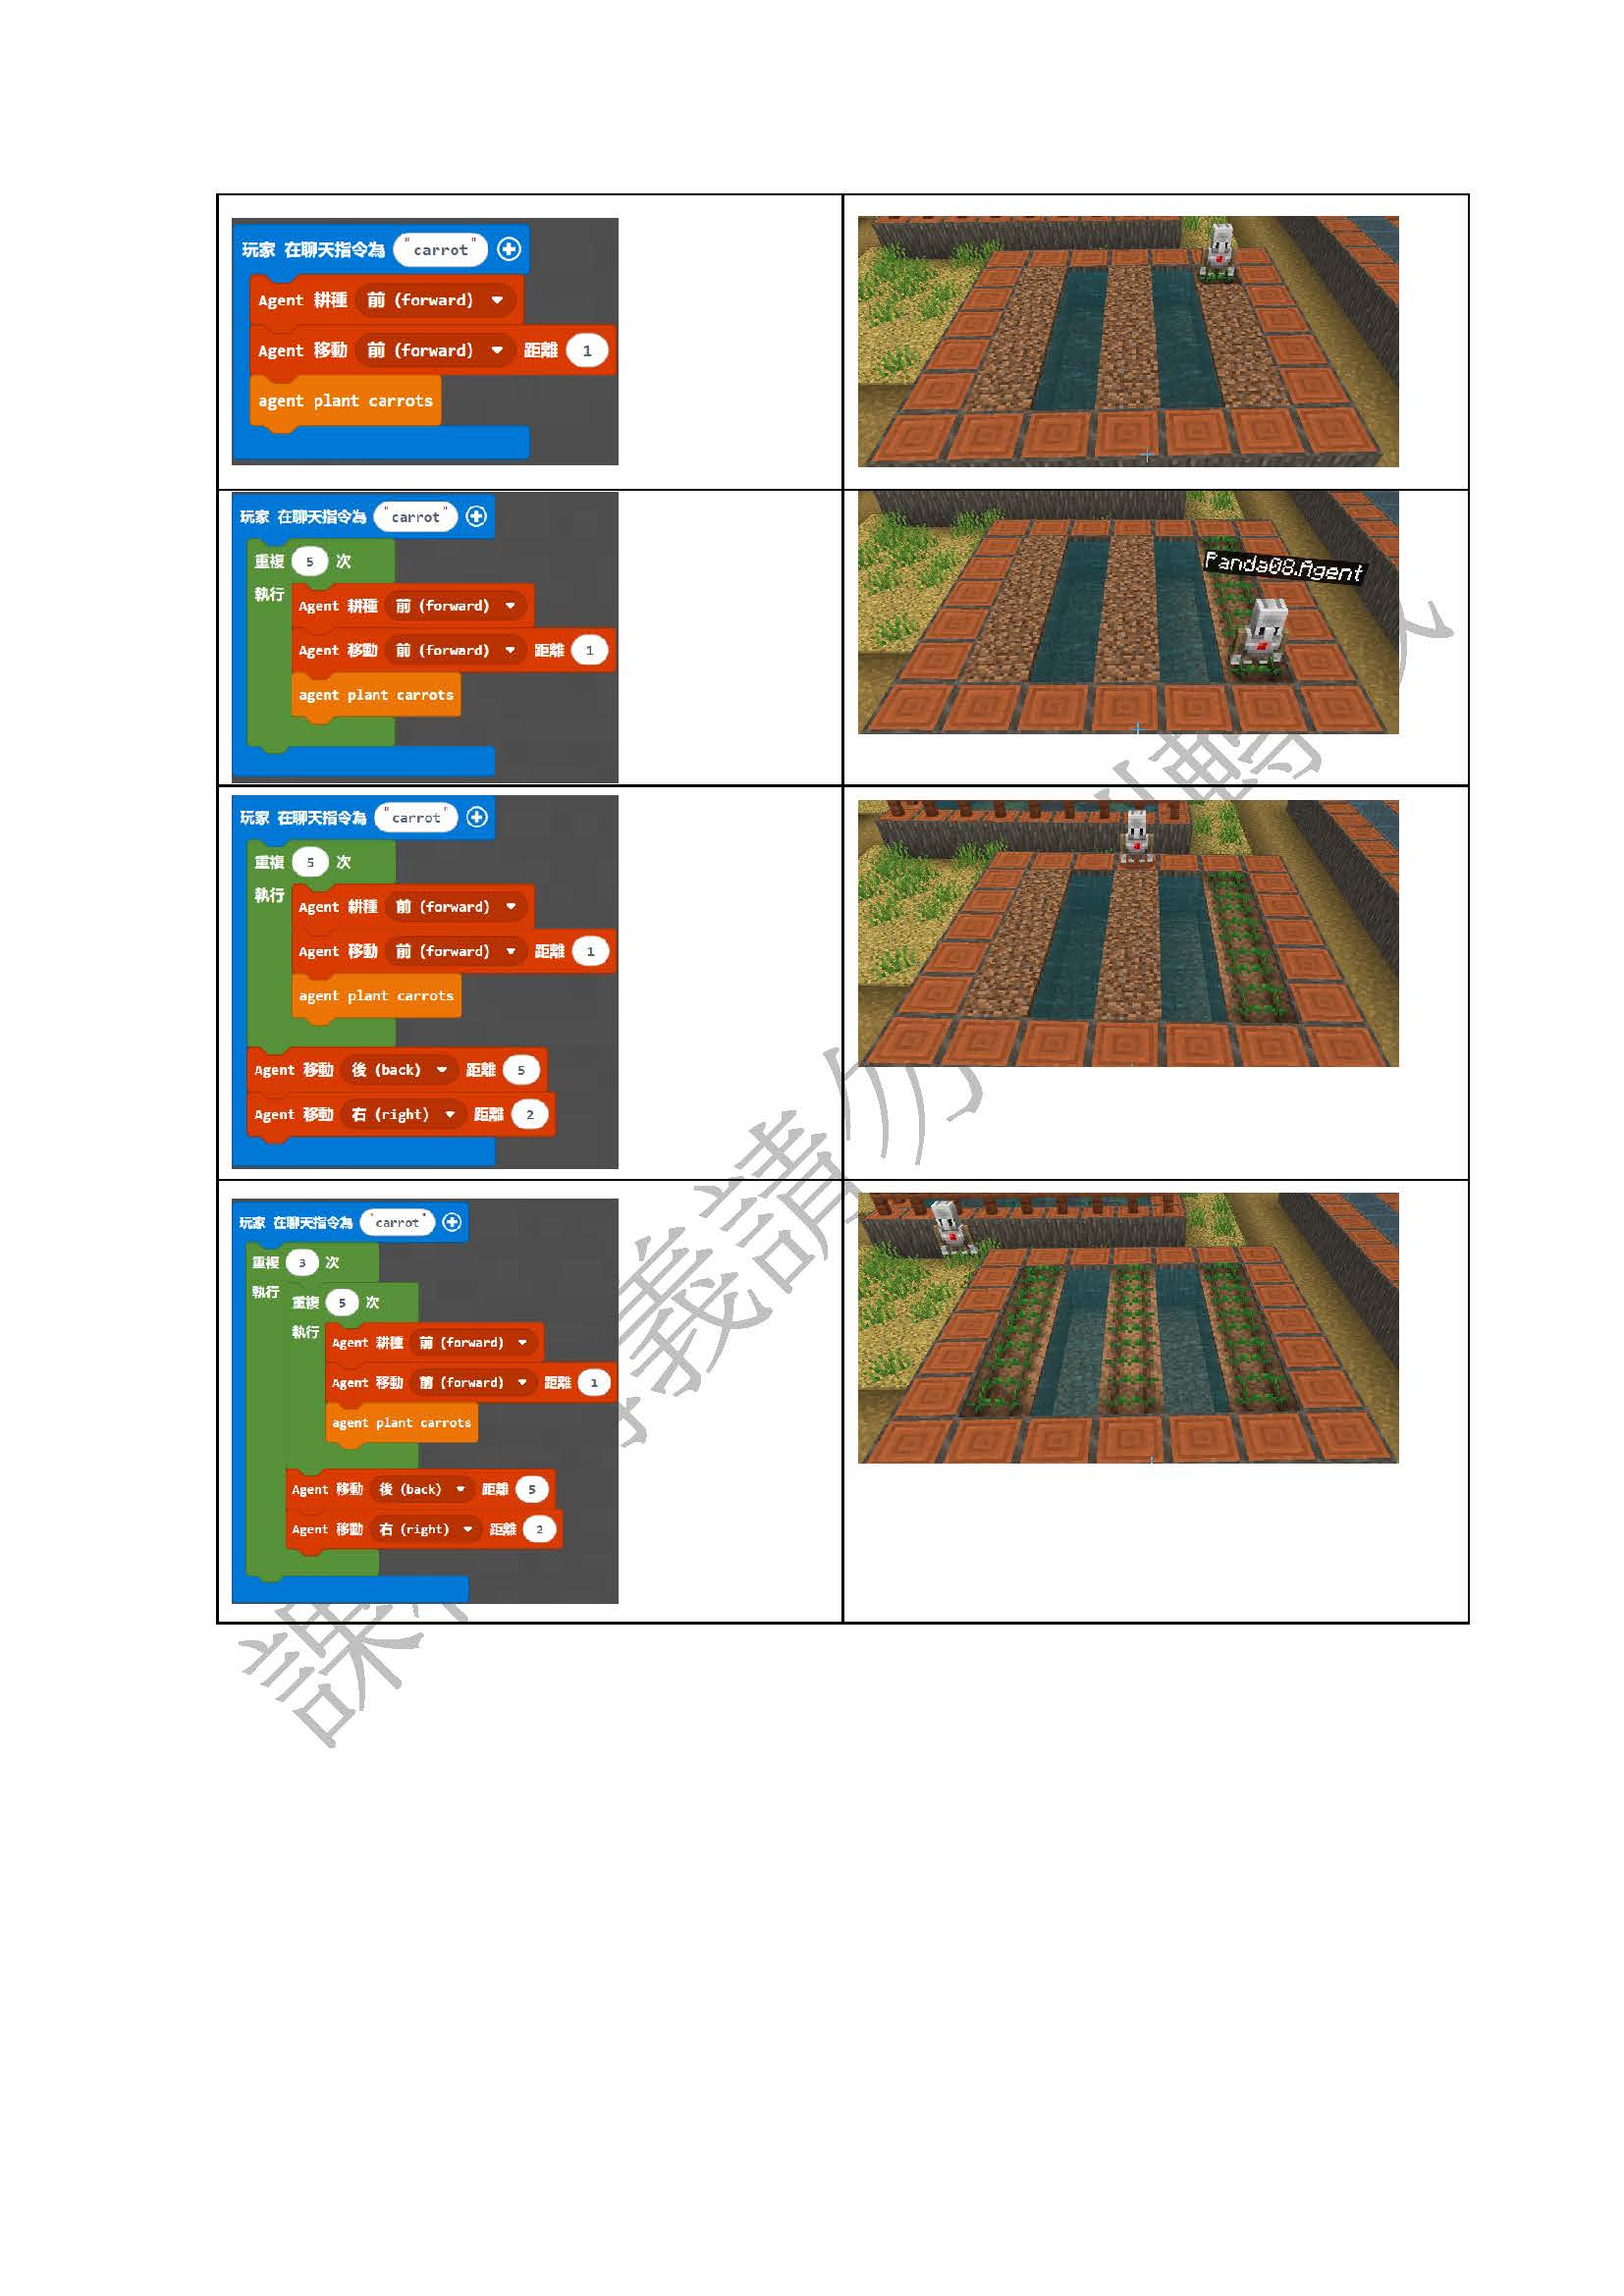 玩家 在聊天指令為 "carrot"
Agent 耕種 前 (forward)
Agent 移動 前 (forward) 距離 1
agent plant carrots
玩家 在聊天指令為 "carrot"
重複 5 次
執行 Agent 耕種 前 (forward)
Agent 移動 前 (forward) 距離 1
agent plant carrots
Panda08.Agent
玩家 在聊天指令為 "carrot"
重複 5 次
執行 Agent 耕種 前 (forward)
Agent 移動 前 (forward) 距離 1
agent plant carrots
Agent 移動 後 (back) 距離 5
Agent 移動 右 (right) 距離 2
玩家 在聊天指令為 "carrot"
重複 3 次
執行 重複 5 次
執行 Agent 耕種 前 (forward)
Agent 移動 前 (forward) 距離 1
agent plant carrots
Agent 移動 後 (back) 距離 5
Agent 移動 右 (right) 距離 2
義請勿